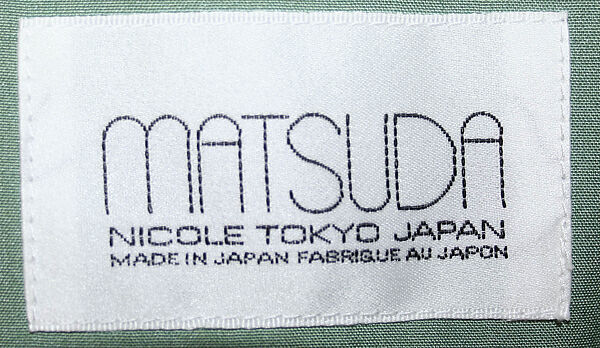 MATSUDA
NICOLE TOKYO JAPAN
MADE IN JAPAN FABRIQUE AU JAPON